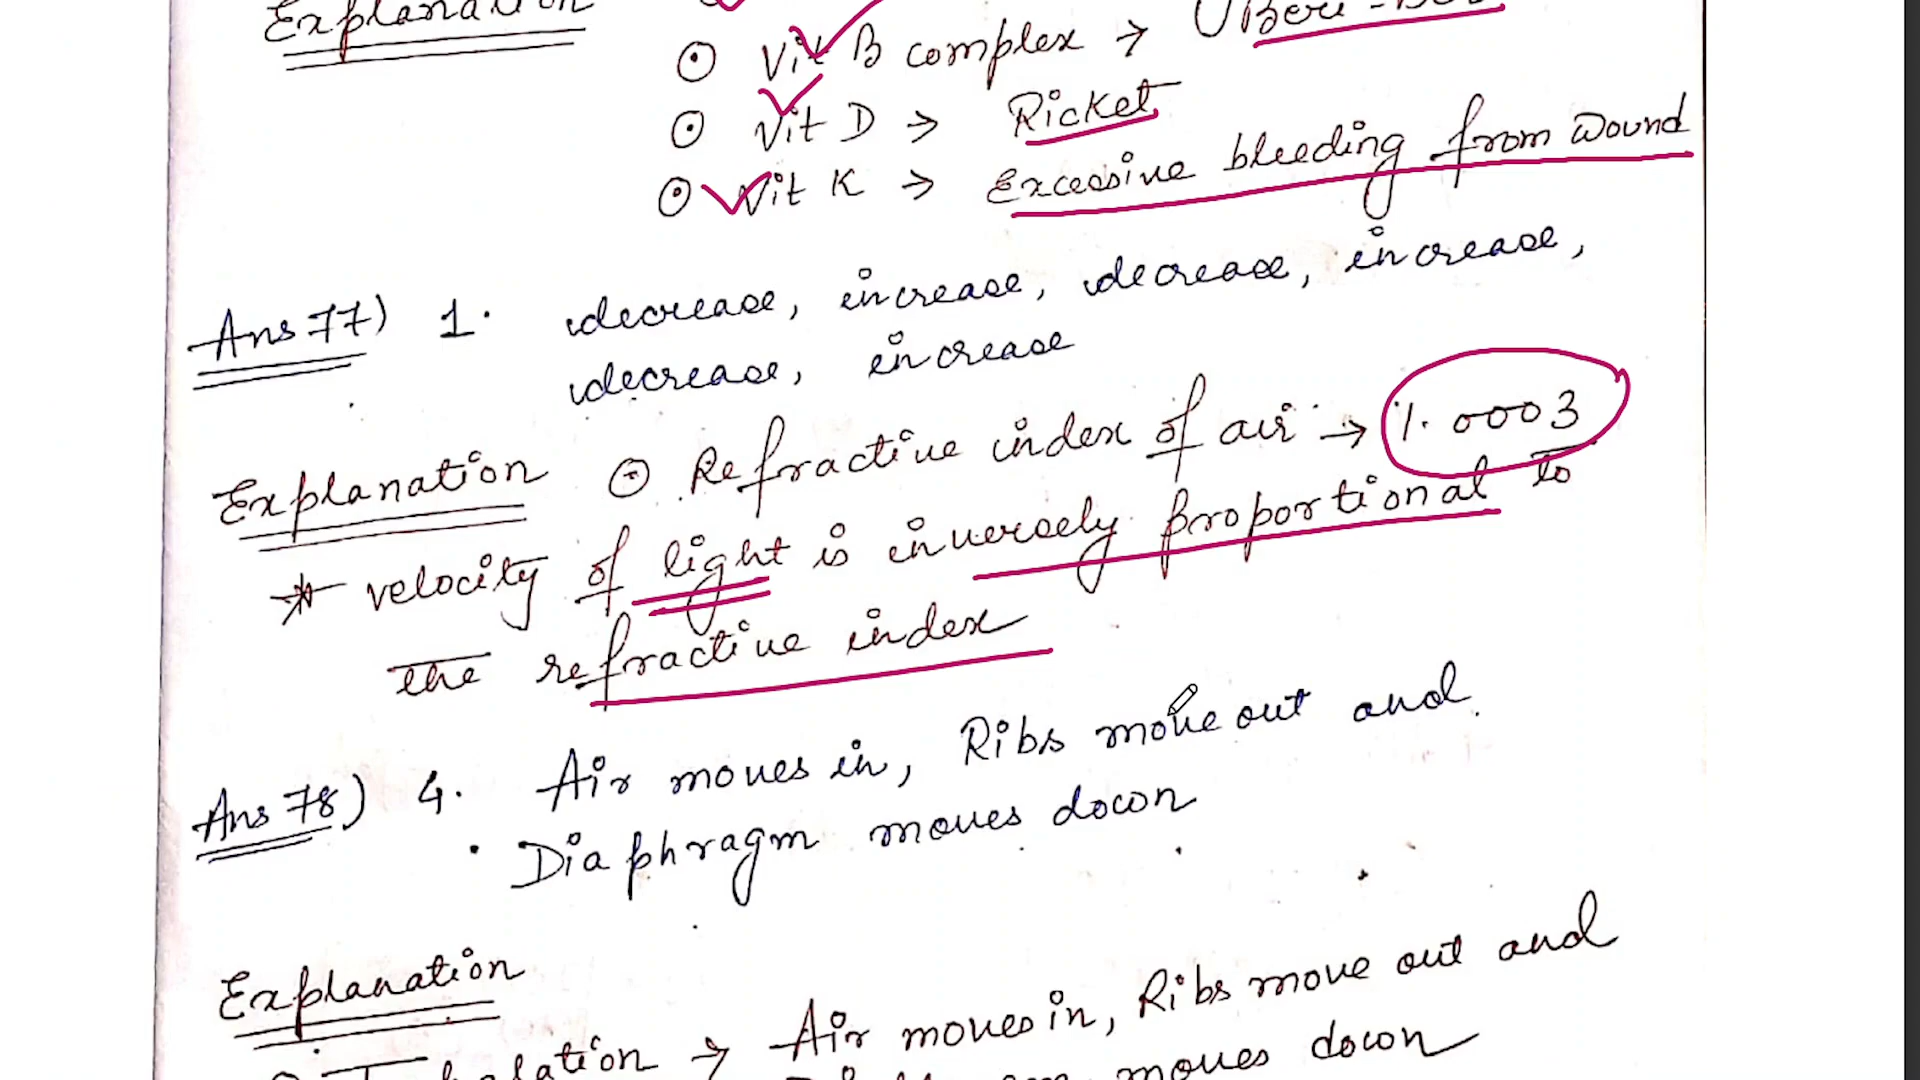 Explanation
⊙ Vit B complex → Beri-Beri
⊙ Vit D → Ricket
⊙ Vit K → Excessive bleeding from wound
Ans 77) 1. decrease, increase, decrease, increase,
decrease, increase
Explanation ⊙ Refractive index of air → 1.0003
* velocity of light is inversely proportional to
the refractive index
Ans 78) 4. Air moves in, Ribs move out and
Diaphragm moves down
Explanation
⊙ Inhalation → Air moves in, Ribs move out and
Diaphragm moves down